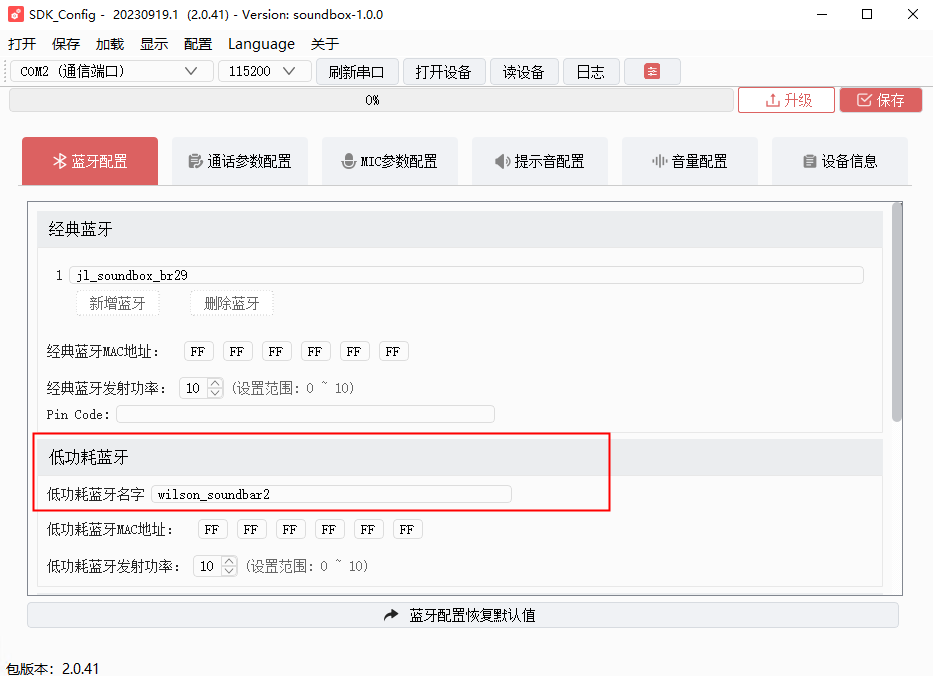 SDK_Config - 20230919.1 (2.0.41) - Version: soundbox-1.0.0
打开 保存 加载 显示 配置 Language 关于
COM2 (通信端口) 115200 刷新串口 打开设备 读设备 日志
0% 升级 保存
蓝牙配置 通话参数配置 MIC参数配置 提示音配置 音量配置 设备信息
经典蓝牙
1 jl_soundbox_br29
新增蓝牙 删除蓝牙
经典蓝牙MAC地址: FF FF FF FF FF FF
经典蓝牙发射功率: 10 (设置范围: 0 ~ 10)
Pin Code:
低功耗蓝牙
低功耗蓝牙名字 wilson_soundbar2
低功耗蓝牙MAC地址: FF FF FF FF FF FF
低功耗蓝牙发射功率: 10 (设置范围: 0 ~ 10)
蓝牙配置恢复默认值
包版本: 2.0.41